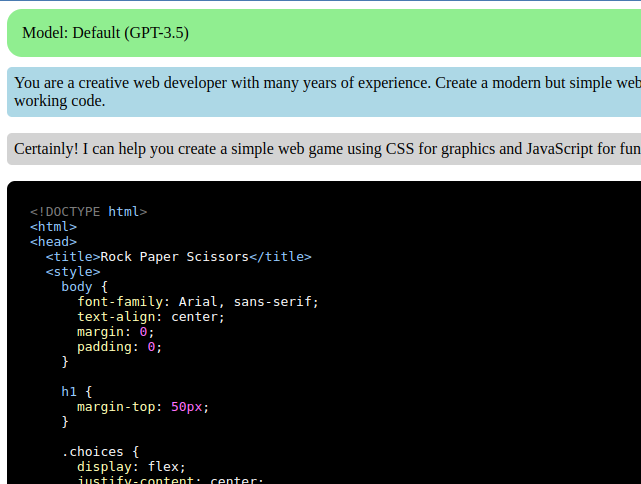 Model: Default (GPT-3.5)
You are a creative web developer with many years of experience. Create a modern but simple web
working code.
Certainly! I can help you create a simple web game using CSS for graphics and JavaScript for fun
<!DOCTYPE html>
<html>
<head>
<title>Rock Paper Scissors</title>
<style>
body {
font-family: Arial, sans-serif;
text-align: center;
margin: 0;
padding: 0;
}
h1 {
margin-top: 50px;
}
.choices {
display: flex;
justify-content: center;